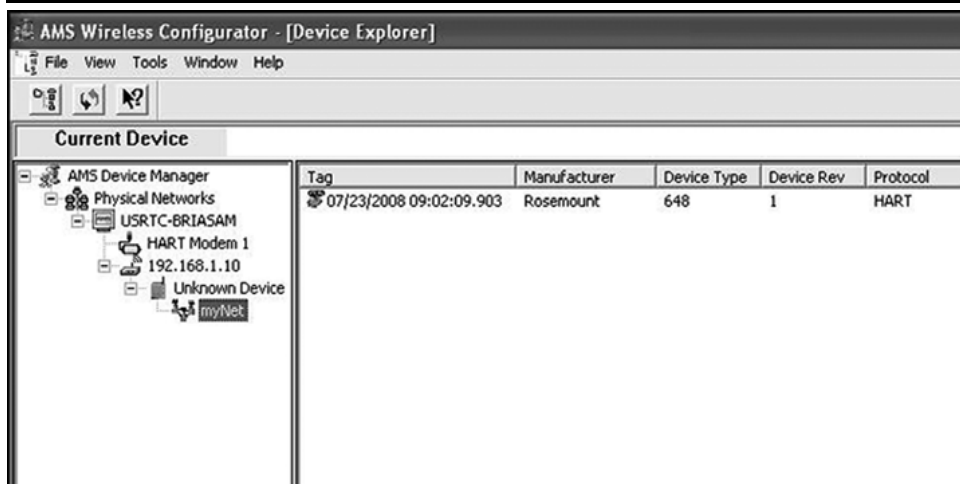 AMS Wireless Configurator - [Device Explorer]
File View Tools Window Help
Current Device
AMS Device Manager
Physical Networks
USRTC-BRIASAM
HART Modem 1
192.168.1.10
Unknown Device
myNet
Tag Manufacturer Device Type Device Rev Protocol
07/23/2008 09:02:09.903 Rosemount 648 1 HART